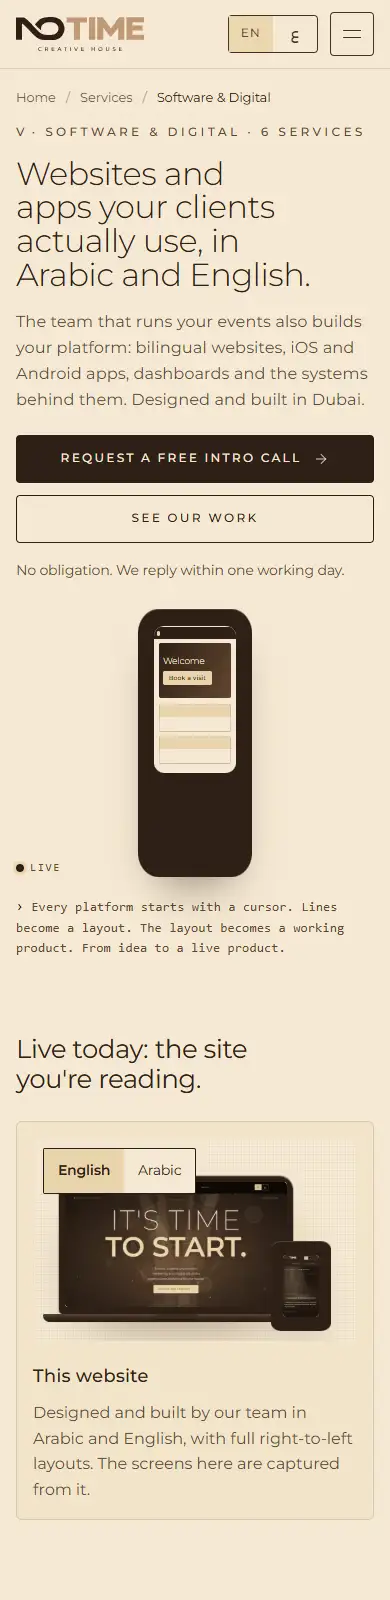 NOTIME
CREATIVE HOUSE
EN
ع
Home / Services / Software & Digital
V · SOFTWARE & DIGITAL · 6 SERVICES
Websites and
apps your clients
actually use, in
Arabic and English.
The team that runs your events also builds
your platform: bilingual websites, iOS and
Android apps, dashboards and the systems
behind them. Designed and built in Dubai.
REQUEST A FREE INTRO CALL →
SEE OUR WORK
No obligation. We reply within one working day.
Welcome
Book a visit
LIVE
› Every platform starts with a cursor. Lines
become a layout. The layout becomes a working
product. From idea to a live product.
Live today: the site
you're reading.
English
Arabic
IT'S TIME
TO START.
This website
Designed and built by our team in
Arabic and English, with full right-to-left
layouts. The screens here are captured
from it.